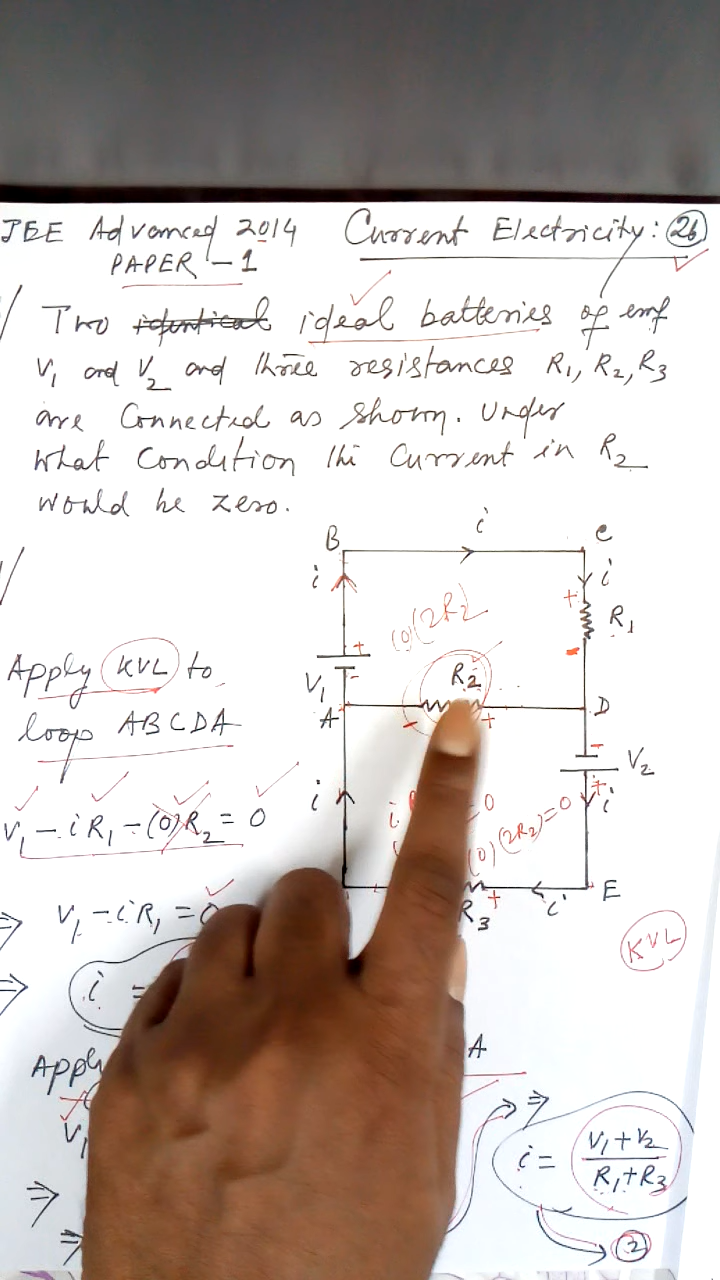 JEE Advanced 2014 Current Electricity: 26
PAPER - 1
Two identical ideal batteries of emf
V1 and V2 and three resistances R1, R2, R3
are connected as shown. Under
what condition the current in R2
would be zero.
B i C
i i
+
(0)(2R2)
R1
+ -
Apply KVL to
V1 - R2
A D
loop ABCDA
- +
- V2
i + i
= 0
V1 - iR1 - (0)R2 = 0
(0)(2R2) = 0
E
V1 - iR1 = 0
R3 + i
KVL
i =
A
⇒
i = V1 + V2
R1 + R3
2